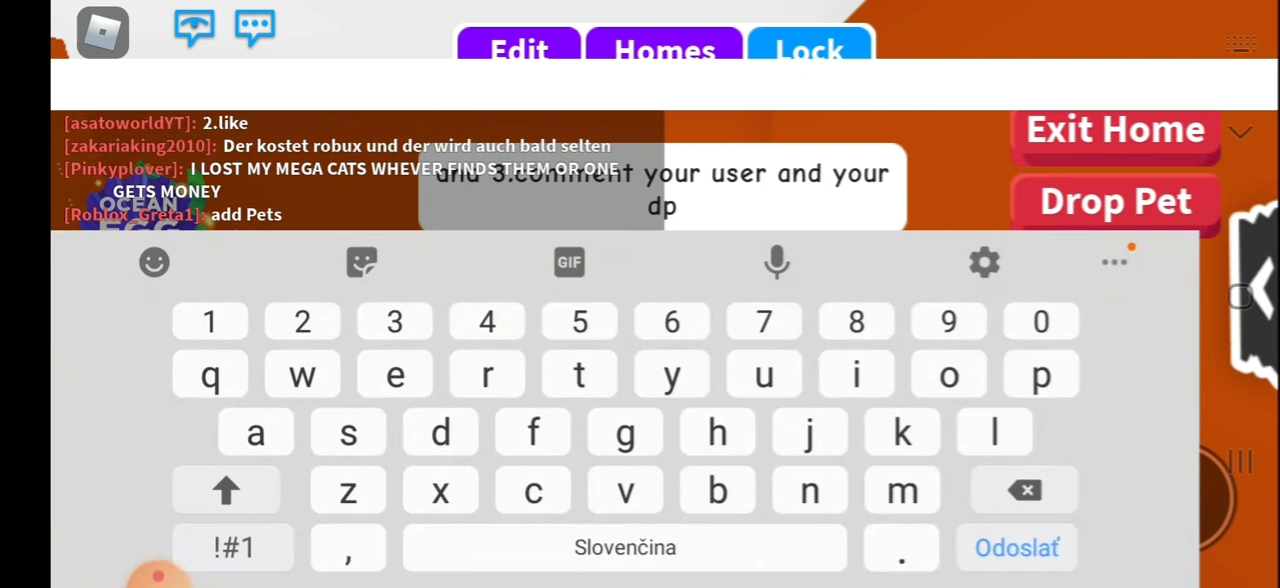 Edit Homes Lock
[asatoworldYT]: 2.like
[zakariaking2010]: Der kostet robux und der wird auch bald selten
[Pinkyplover]: I LOST MY MEGA CATS WHEVER FINDS THEM OR ONE
GETS MONEY
[Roblox_Greta1]: add Pets
OCEAN
EGG
and 3.comment your user and your
dp
Exit Home
Drop Pet
GIF
1 2 3 4 5 6 7 8 9 0
q w e r t y u i o p
a s d f g h j k l
z x c v b n m
!#1 , Slovenčina . Odoslať